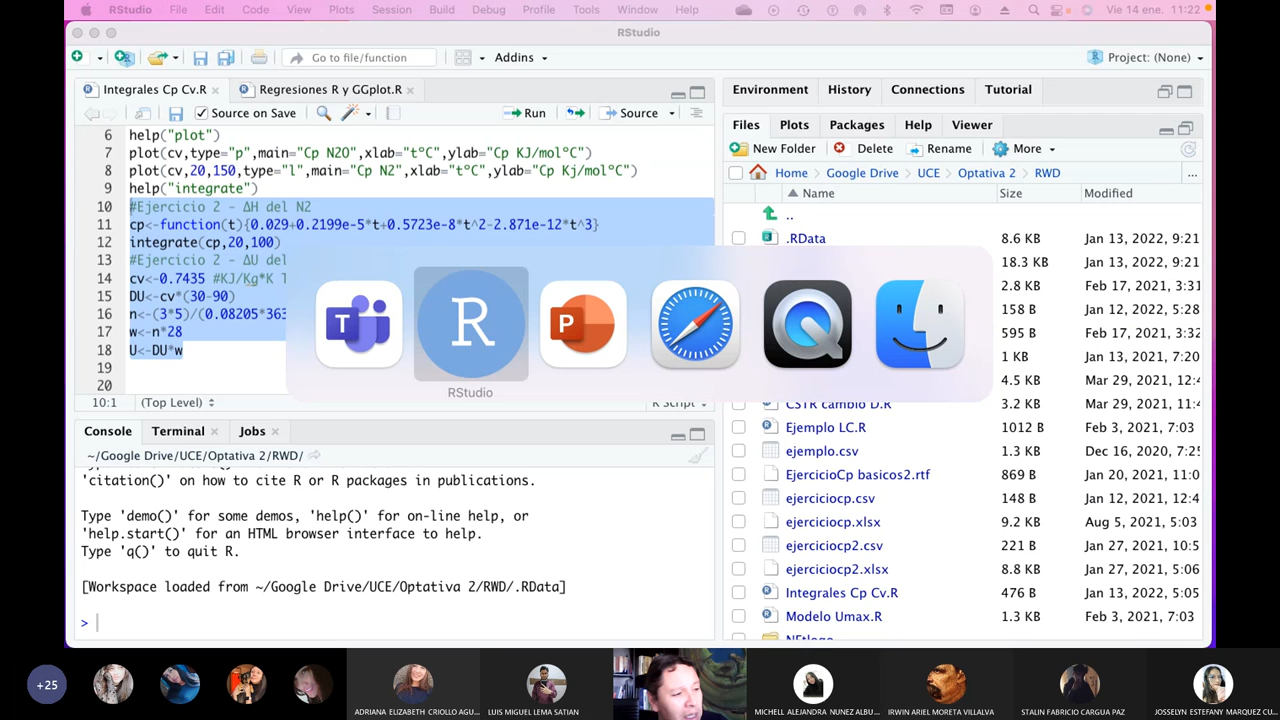 RStudio File Edit Code View Plots Session Build Debug Profile Tools Window Help Vie 14 ene. 11:22
RStudio
Go to file/function Addins Project: (None)
Integrales Cp Cv.R Regresiones R y GGplot.R
Source on Save Run Source
6 help("plot")
7 plot(cv,type="p",main="Cp N2O",xlab="t°C",ylab="Cp KJ/mol°C")
8 plot(cv,20,150,type="l",main="Cp N2",xlab="t°C",ylab="Cp Kj/mol°C")
9 help("integrate")
10 #Ejercicio 2 - ΔH del N2
11 cp<-function(t){0.029+0.2199e-5*t+0.5723e-8*t^2-2.871e-12*t^3}
12 integrate(cp,20,100)
13 #Ejercicio 2 - ΔU del
14 cv<-0.7435 #KJ/Kg*K
15 DU<-cv*(30-90)
16 n<-(3*5)/(0.08205*363
17 w<-n*28
18 U<-DU*w
19
20
10:1 (Top Level) R Script
Console Terminal Jobs
~/Google Drive/UCE/Optativa 2/RWD/
'citation()' on how to cite R or R packages in publications.
Type 'demo()' for some demos, 'help()' for on-line help, or
'help.start()' for an HTML browser interface to help.
Type 'q()' to quit R.
[Workspace loaded from ~/Google Drive/UCE/Optativa 2/RWD/.RData]
>
Environment History Connections Tutorial
Files Plots Packages Help Viewer
New Folder Delete Rename More
Home Google Drive UCE Optativa 2 RWD ...
Name Size Modified
..
.RData 8.6 KB Jan 13, 2022, 9:21
18.3 KB Jan 13, 2022, 9:21
2.8 KB Feb 17, 2021, 3:31
158 B Jan 12, 2022, 5:28
595 B Feb 17, 2021, 3:32
1 KB Jan 13, 2022, 7:20
4.5 KB Mar 29, 2021, 12:4
CSTR cambio D.R 3.2 KB Mar 29, 2021, 11:4
Ejemplo LC.R 1012 B Feb 3, 2021, 7:03
ejemplo.csv 1.3 KB Dec 16, 2020, 7:25
EjercicioCp basicos2.rtf 869 B Jan 20, 2021, 11:0
ejerciciocp.csv 148 B Jan 12, 2022, 12:4
ejerciciocp.xlsx 9.2 KB Aug 5, 2021, 5:03
ejerciciocp2.csv 221 B Jan 27, 2021, 10:5
ejerciciocp2.xlsx 8.8 KB Jan 27, 2021, 5:06
Integrales Cp Cv.R 476 B Jan 13, 2022, 5:05
Modelo Umax.R 1.3 KB Feb 3, 2021, 7:03
T R P
RStudio
+25
ADRIANA ELIZABETH CRIOLLO AGU...
LUIS MIGUEL LEMA SATIAN
MICHELL ALEJANDRA NUNEZ ALBU...
IRWIN ARIEL MORETA VILLALVA
STALIN FABRICIO CARGUA PAZ
JOSSELYN ESTEFANY MARQUEZ CU...